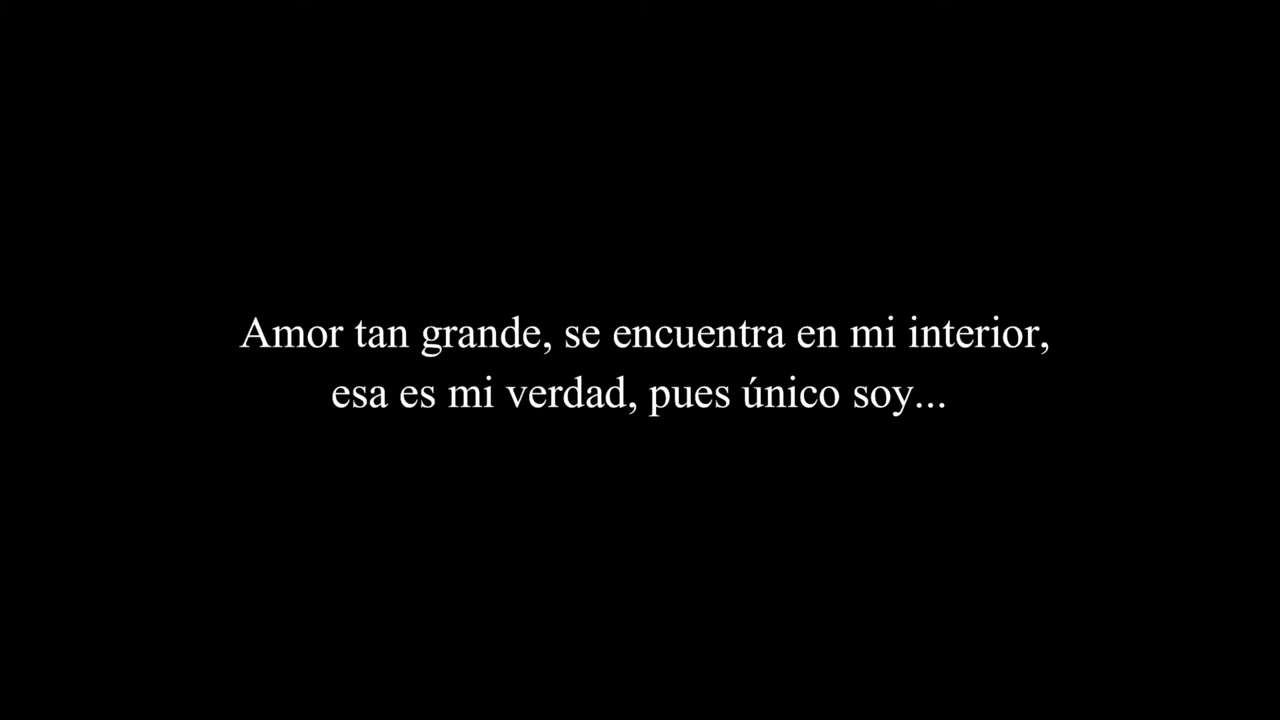 Amor tan grande, se encuentra en mi interior,
esa es mi verdad, pues único soy...